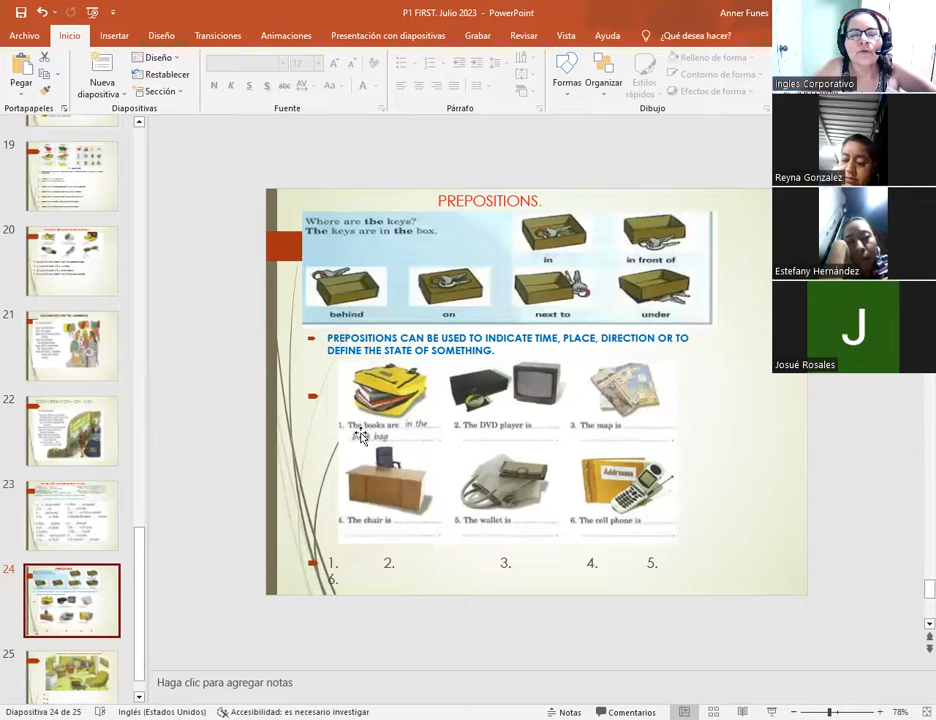 P1 FIRST. Julio 2023 - PowerPoint
Anner Funes
Archivo Inicio Insertar Diseño Transiciones Animaciones Presentación con diapositivas Grabar Revisar Vista Ayuda ¿Qué desea hacer?
Pegar
Nueva diapositiva
Diseño
Restablecer
Sección
12
N K S S abc AV Aa A
Formas Organizar Estilos rápidos
Relleno de forma
Contorno de forma
Efectos de forma
Portapapeles Diapositivas Fuente Párrafo Dibujo
Inglés Corporativo
Reyna Gonzalez
Estefany Hernández
J
Josué Rosales
19
20
21
22
23
24
25
PREPOSITIONS.
Where are the keys?
The keys are in the box.
in in front of
behind on next to under
PREPOSITIONS CAN BE USED TO INDICATE TIME, PLACE, DIRECTION OR TO
DEFINE THE STATE OF SOMETHING.
1. The books are in the
bag
2. The DVD player is
3. The map is
Addresses
4. The chair is
5. The wallet is
6. The cell phone is
1. 2. 3. 4. 5.
6.
Haga clic para agregar notas
Diapositiva 24 de 25 Inglés (Estados Unidos) Accesibilidad: es necesario investigar Notas Comentarios 78%